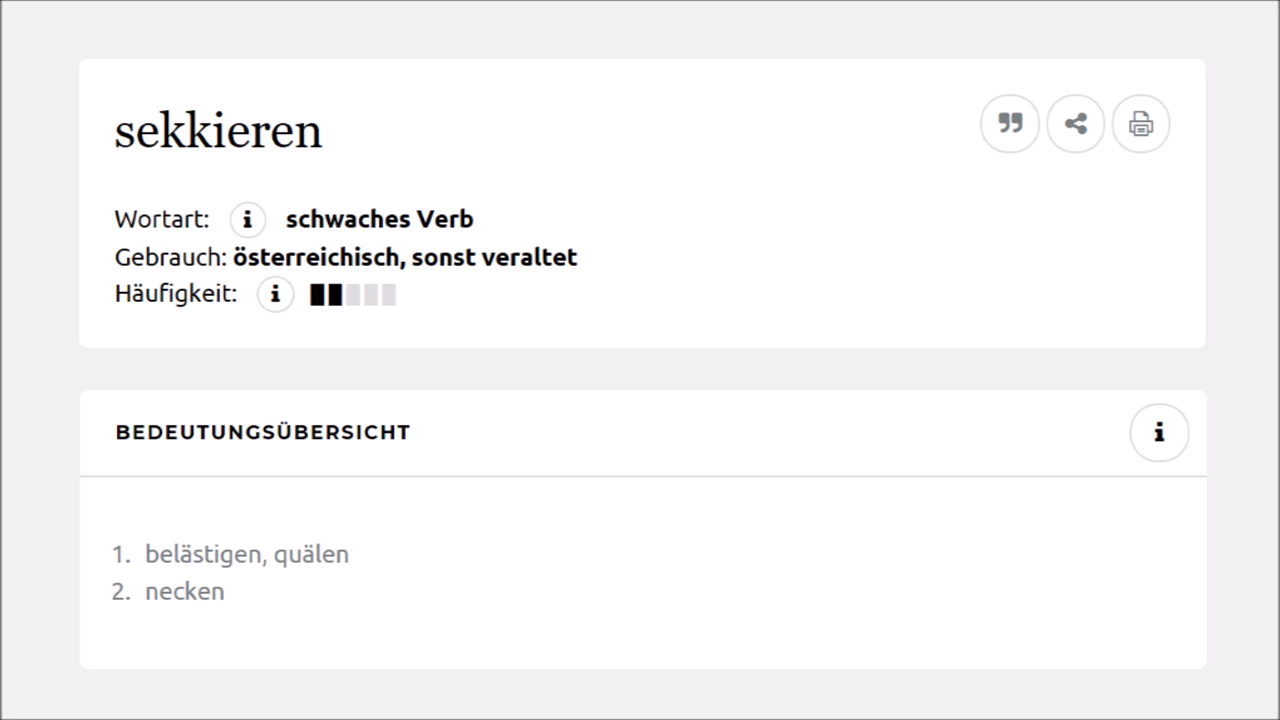 sekkieren
Wortart: i schwaches Verb
Gebrauch: österreichisch, sonst veraltet
Häufigkeit: i
BEDEUTUNGSÜBERSICHT i
1. belästigen, quälen
2. necken